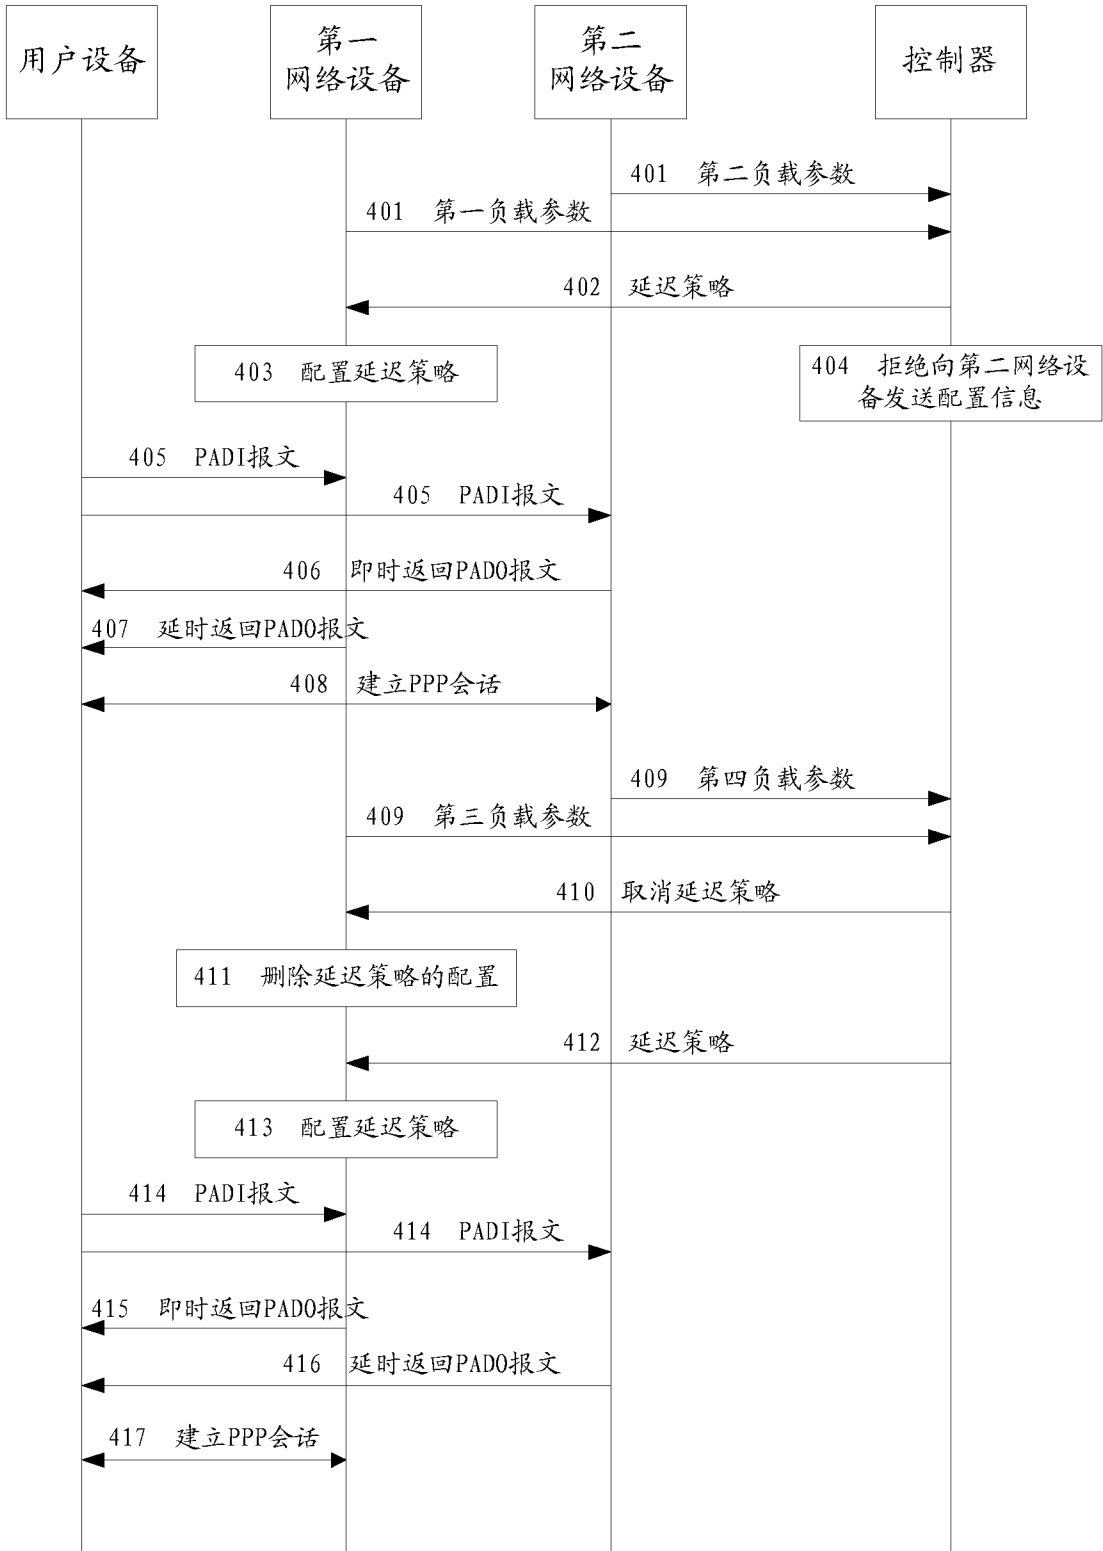 用户设备
第一
网络设备
第二
网络设备
控制器
401 第二负载参数
401 第一负载参数
402 延迟策略
403 配置延迟策略
404 拒绝向第二网络设
备发送配置信息
405 PADI报文
405 PADI报文
406 即时返回PADO报文
407 延时返回PADO报文
408 建立PPP会话
409 第四负载参数
409 第三负载参数
410 取消延迟策略
411 删除延迟策略的配置
412 延迟策略
413 配置延迟策略
414 PADI报文
414 PADI报文
415 即时返回PADO报文
416 延时返回PADO报文
417 建立PPP会话